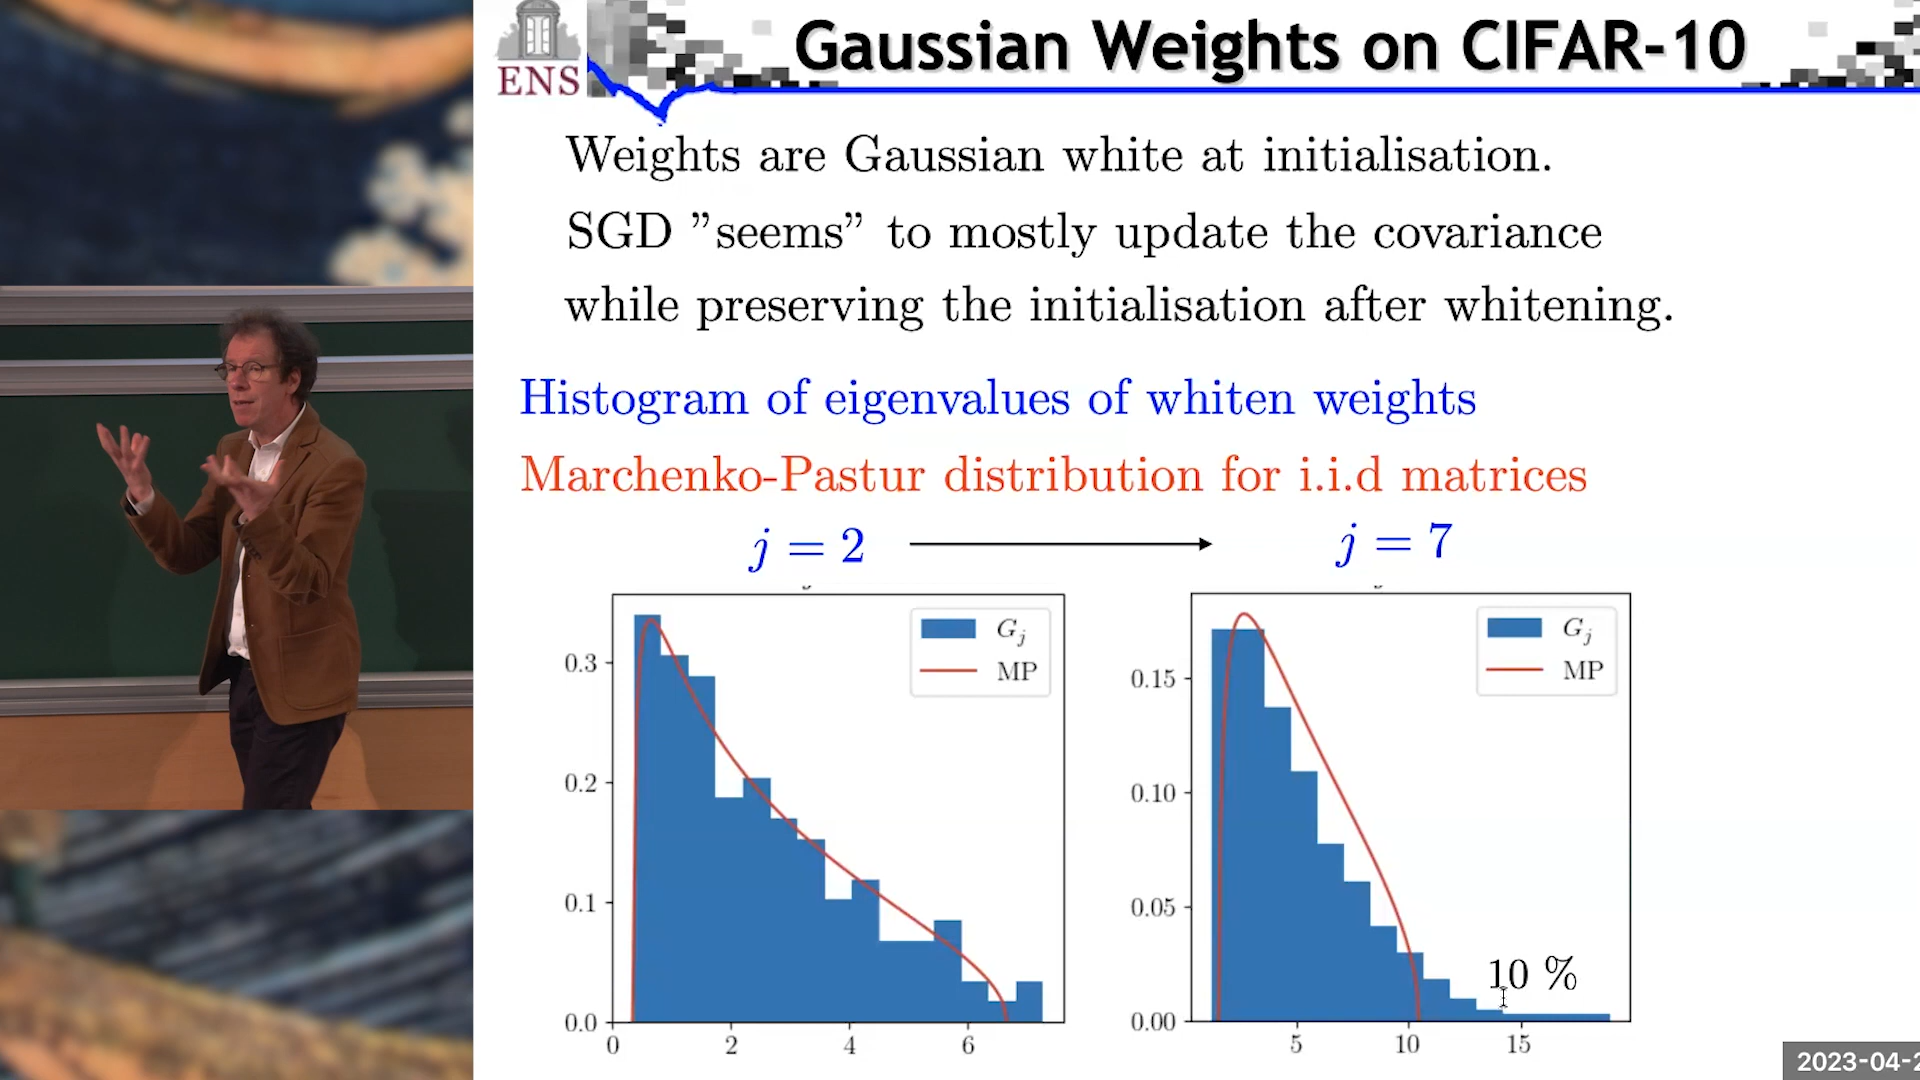 ENS
Gaussian Weights on CIFAR-10
Weights are Gaussian white at initialisation.
SGD ”seems” to mostly update the covariance
while preserving the initialisation after whitening.
Histogram of eigenvalues of whiten weights
Marchenko-Pastur distribution for i.i.d matrices
j = 2
j = 7
G_j
MP
0.3
0.2
0.1
0.0
0 2 4 6
G_j
MP
0.15
0.10
0.05
0.00
10 %
5 10 15
2023-04-2